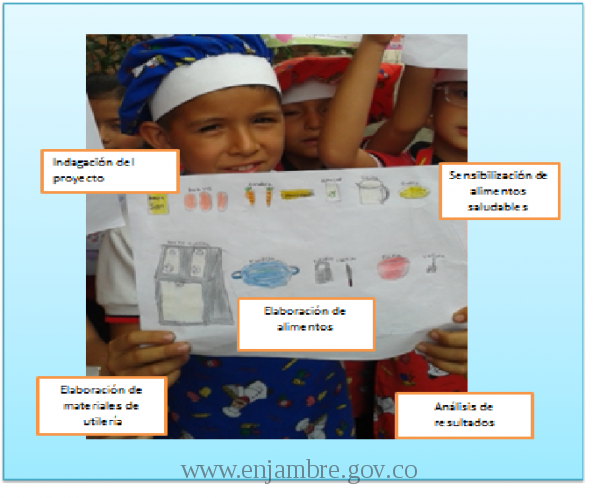 Indagación del
proyecto
Sensibilización de
alimentos
saludables
Elaboración de
alimentos
Elaboración de
materiales de
utilería
Análisis de
resultados
www.enjambre.gov.co